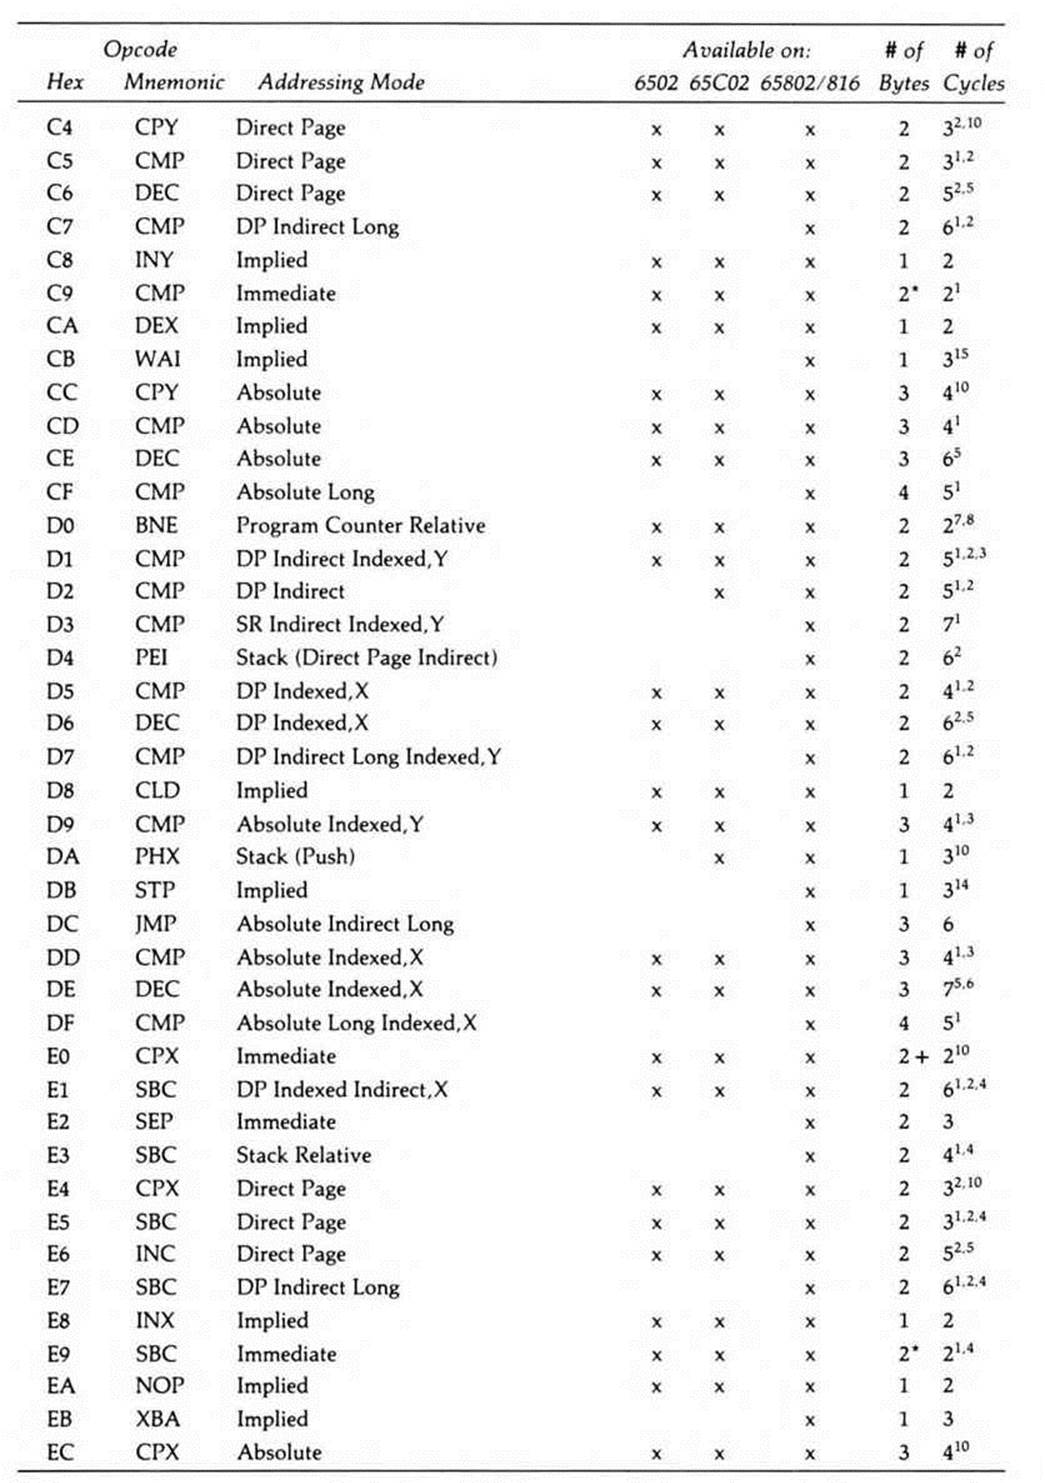 Opcode Available on: # of # of
Hex Mnemonic Addressing Mode 6502 65C02 65802/816 Bytes Cycles
C4 CPY Direct Page x x x 2 3^2,10
C5 CMP Direct Page x x x 2 3^1,2
C6 DEC Direct Page x x x 2 5^2,5
C7 CMP DP Indirect Long x 2 6^1,2
C8 INY Implied x x x 1 2
C9 CMP Immediate x x x 2* 2^1
CA DEX Implied x x x 1 2
CB WAI Implied x 1 3^15
CC CPY Absolute x x x 3 4^10
CD CMP Absolute x x x 3 4^1
CE DEC Absolute x x x 3 6^5
CF CMP Absolute Long x 4 5^1
D0 BNE Program Counter Relative x x x 2 2^7,8
D1 CMP DP Indirect Indexed,Y x x x 2 5^1,2,3
D2 CMP DP Indirect x x 2 5^1,2
D3 CMP SR Indirect Indexed,Y x 2 7^1
D4 PEI Stack (Direct Page Indirect) x 2 6^2
D5 CMP DP Indexed,X x x x 2 4^1,2
D6 DEC DP Indexed,X x x x 2 6^2,5
D7 CMP DP Indirect Long Indexed,Y x 2 6^1,2
D8 CLD Implied x x x 1 2
D9 CMP Absolute Indexed,Y x x x 3 4^1,3
DA PHX Stack (Push) x x 1 3^10
DB STP Implied x 1 3^14
DC JMP Absolute Indirect Long x 3 6
DD CMP Absolute Indexed,X x x x 3 4^1,3
DE DEC Absolute Indexed,X x x x 3 7^5,6
DF CMP Absolute Long Indexed,X x 4 5^1
E0 CPX Immediate x x x 2+ 2^10
E1 SBC DP Indexed Indirect,X x x x 2 6^1,2,4
E2 SEP Immediate x 2 3
E3 SBC Stack Relative x 2 4^1,4
E4 CPX Direct Page x x x 2 3^2,10
E5 SBC Direct Page x x x 2 3^1,2,4
E6 INC Direct Page x x x 2 5^2,5
E7 SBC DP Indirect Long x 2 6^1,2,4
E8 INX Implied x x x 1 2
E9 SBC Immediate x x x 2* 2^1,4
EA NOP Implied x x x 1 2
EB XBA Implied x 1 3
EC CPX Absolute x x x 3 4^10